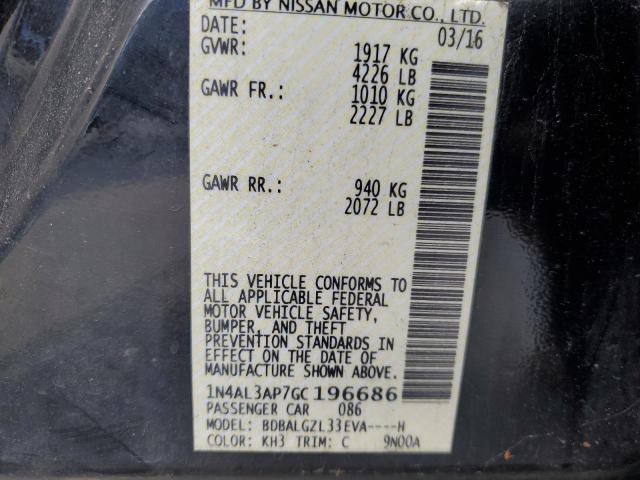 MFD BY NISSAN MOTOR CO., LTD.
DATE: 03/16
GVWR: 1917 KG
4226 LB
GAWR FR.: 1010 KG
2227 LB
GAWR RR.: 940 KG
2072 LB
THIS VEHICLE CONFORMS TO
ALL APPLICABLE FEDERAL
MOTOR VEHICLE SAFETY,
BUMPER, AND THEFT
PREVENTION STANDARDS IN
EFFECT ON THE DATE OF
MANUFACTURE SHOWN ABOVE.
1N4AL3AP7GC196686
PASSENGER CAR 086
MODEL: BDBALGZL33EVA----H
COLOR: KH3 TRIM: C 9N00A